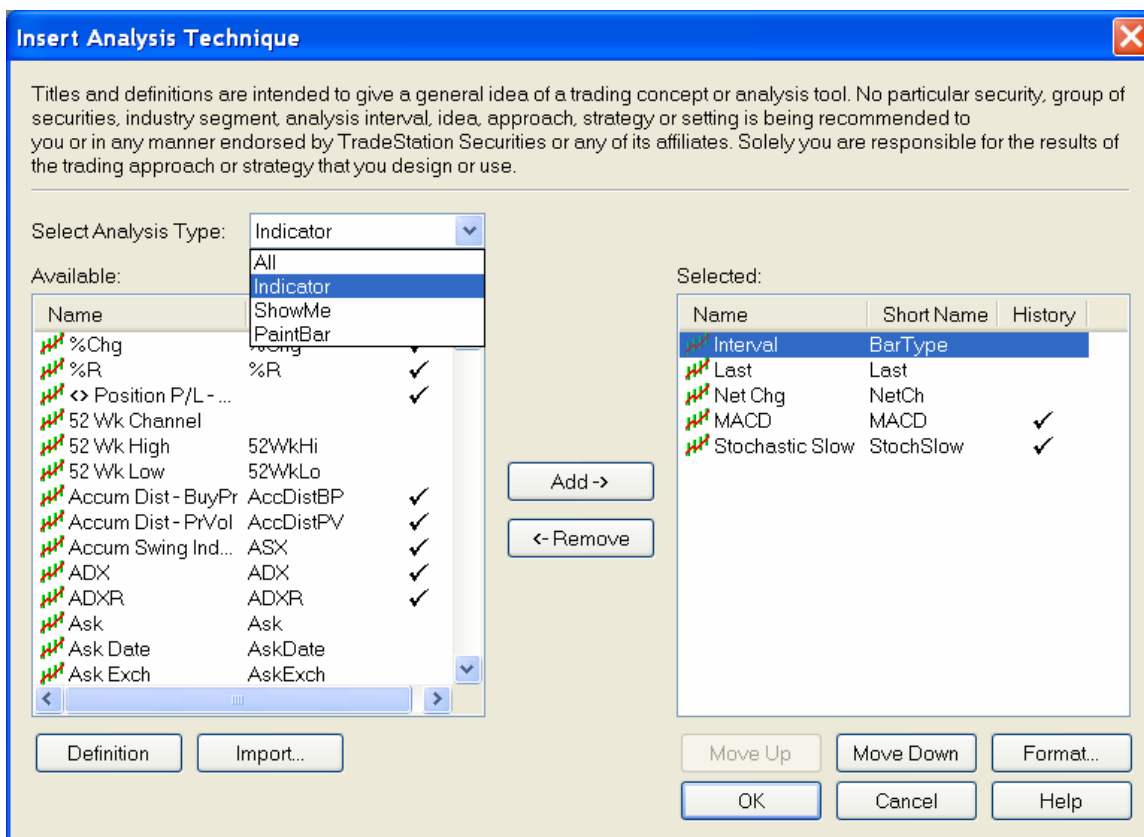 Insert Analysis Technique
Titles and definitions are intended to give a general idea of a trading concept or analysis tool. No particular security, group of
securities, industry segment, analysis interval, idea, approach, strategy or setting is being recommended to
you or in any manner endorsed by TradeStation Securities or any of its affiliates. Solely you are responsible for the results of
the trading approach or strategy that you design or use.
Select Analysis Type: Indicator
All
Indicator
ShowMe
PaintBar
Available:
Name
%Chg %Chg ✓
%R %R ✓
<> Position P/L - ... ✓
52 Wk Channel
52 Wk High 52WkHi
52 Wk Low 52WkLo
Accum Dist - BuyPr AccDistBP ✓
Accum Dist - PrVol AccDistPV ✓
Accum Swing Ind... ASX ✓
ADX ADX ✓
ADXR ADXR ✓
Ask Ask
Ask Date AskDate
Ask Exch AskExch
Definition Import...
Add ->
<- Remove
Selected:
Name Short Name History
Interval BarType
Last Last
Net Chg NetCh
MACD MACD ✓
Stochastic Slow StochSlow ✓
Move Up Move Down Format...
OK Cancel Help